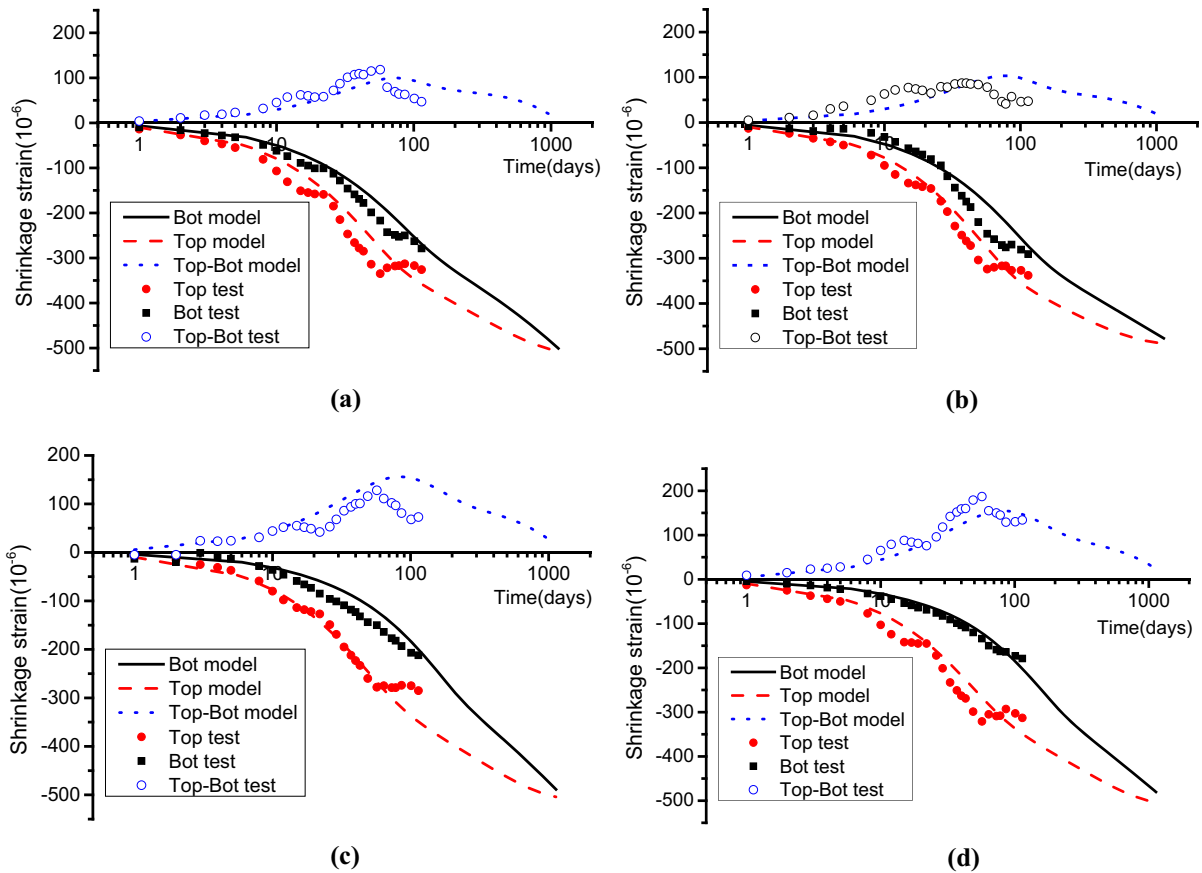 200
100
0
-100
-200
-300
-400
-500
Shrinkage strain(10-6)
1
10
100
1000
Time(days)
Bot model
Top model
Top-Bot model
Top test
Bot test
Top-Bot test
(a)
200
100
0
-100
-200
-300
-400
-500
Shrinkage strain(10-6)
1
10
100
1000
Time(days)
Bot model
Top model
Top-Bot model
Top test
Bot test
Top-Bot test
(b)
200
100
0
-100
-200
-300
-400
-500
Shrinkage strain(10-6)
1
10
100
1000
Time(days)
Bot model
Top model
Top-Bot model
Top test
Bot test
Top-Bot test
(c)
200
100
0
-100
-200
-300
-400
-500
Shrinkage strain(10-6)
1
10
100
1000
Time(days)
Bot model
Top model
Top-Bot model
Top test
Bot test
Top-Bot test
(d)